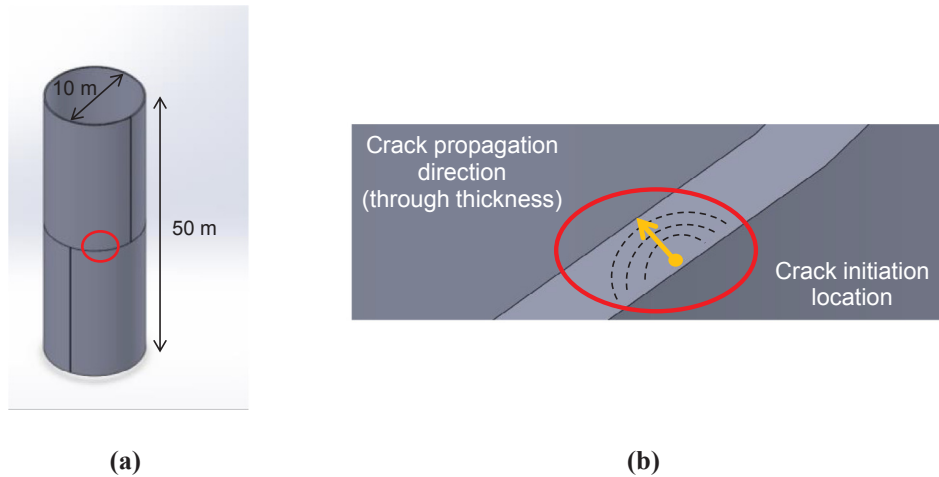 10 m
50 m
Crack propagation
direction
(through thickness)
Crack initiation
location
(a)
(b)